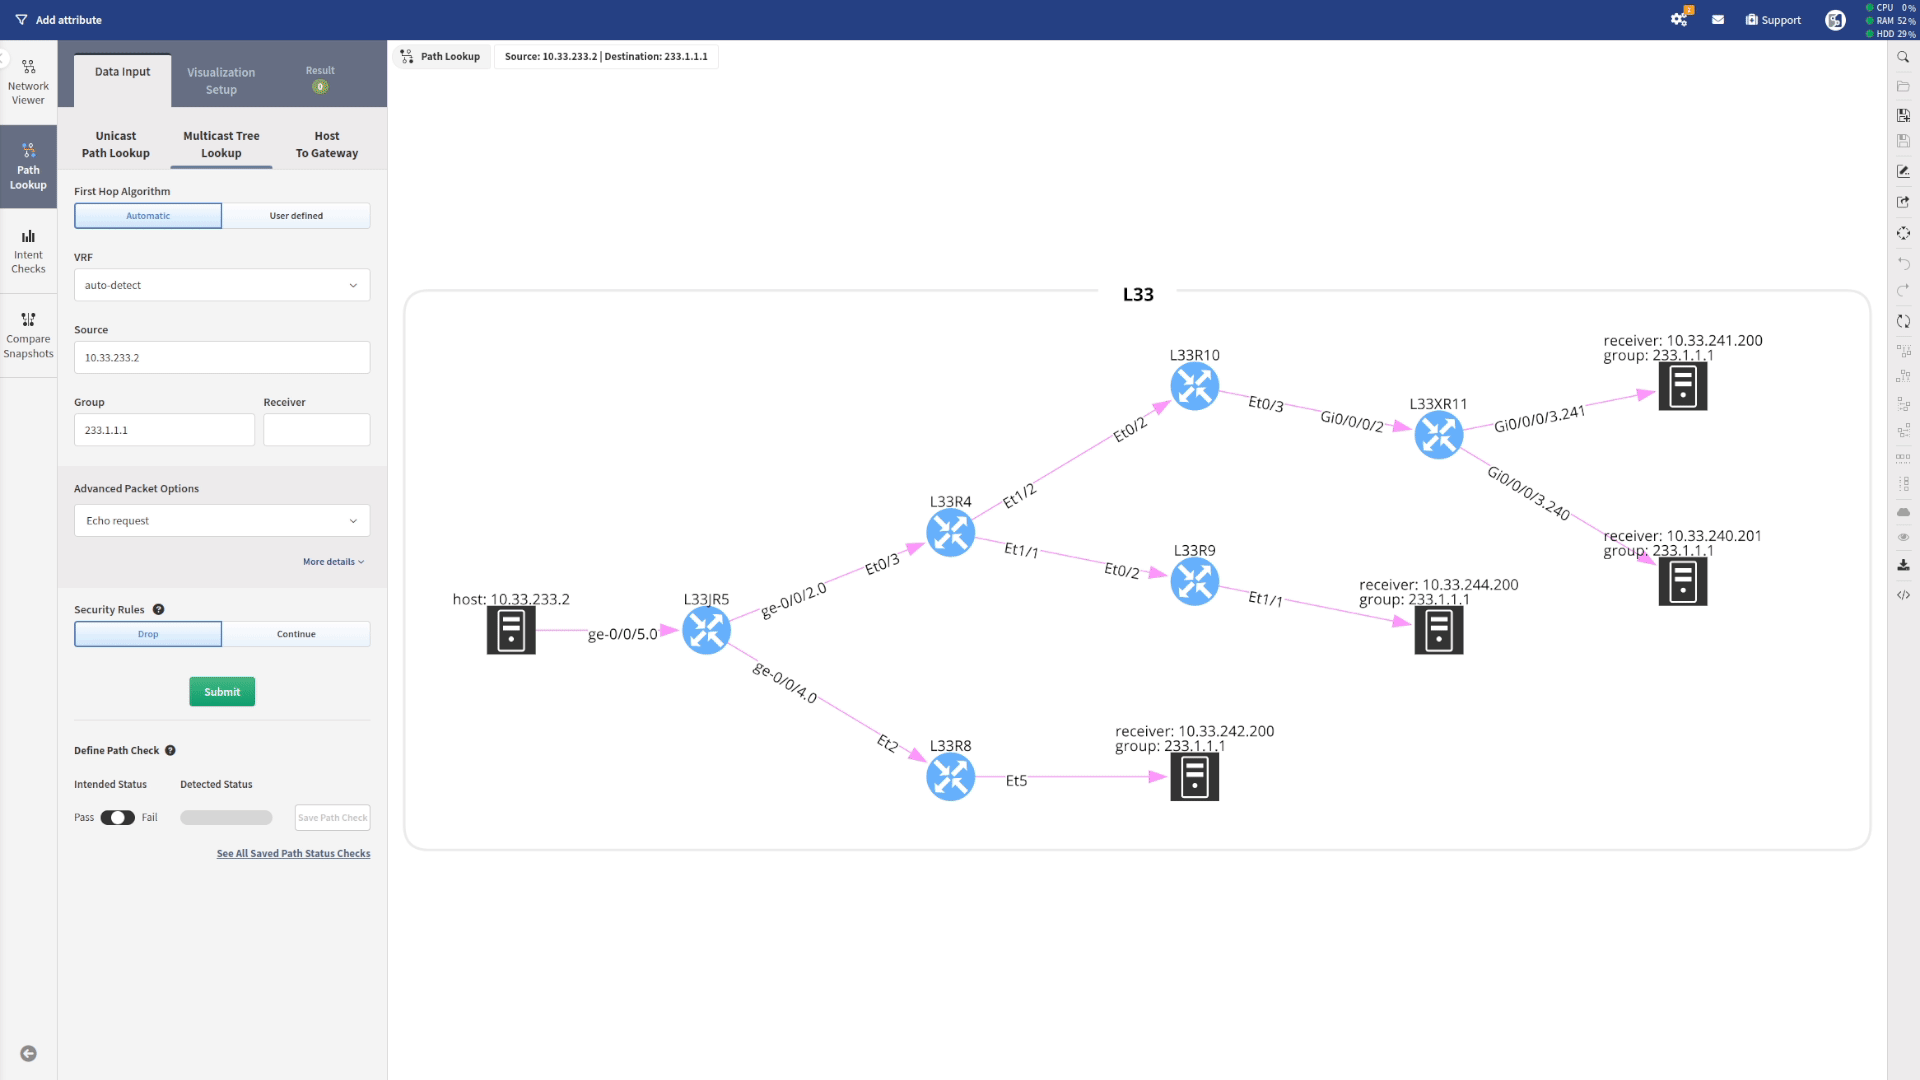 Add attribute
1
Support
CPU 0%
RAM 52%
HDD 29%
Network
Viewer
Path
Lookup
Intent
Checks
Compare
Snapshots
Data Input
Visualization
Setup
Result
0
Unicast
Path Lookup
Multicast Tree
Lookup
Host
To Gateway
First Hop Algorithm
Automatic
User defined
VRF
auto-detect
Source
10.33.233.2
Group
Receiver
233.1.1.1
Advanced Packet Options
Echo request
More details
Security Rules ?
Drop
Continue
Submit
Define Path Check ?
Intended Status
Detected Status
Pass
Fail
Save Path Check
See All Saved Path Status Checks
Path Lookup
Source: 10.33.233.2 | Destination: 233.1.1.1
L33
receiver: 10.33.241.200
group: 233.1.1.1
L33R10
Et0/3
Gi0/0/0/2
L33XR11
Gi0/0/0/3.241
Et0/2
Gi0/0/0/3.240
L33R4
Et1/2
receiver: 10.33.240.201
group: 233.1.1.1
Et1/1
L33R9
Et0/2
Et0/3
receiver: 10.33.244.200
group: 233.1.1.1
Et1/1
host: 10.33.233.2
L33JR5
ge-0/0/2.0
ge-0/0/5.0
ge-0/0/4.0
receiver: 10.33.242.200
group: 233.1.1.1
Et2
L33R8
Et5